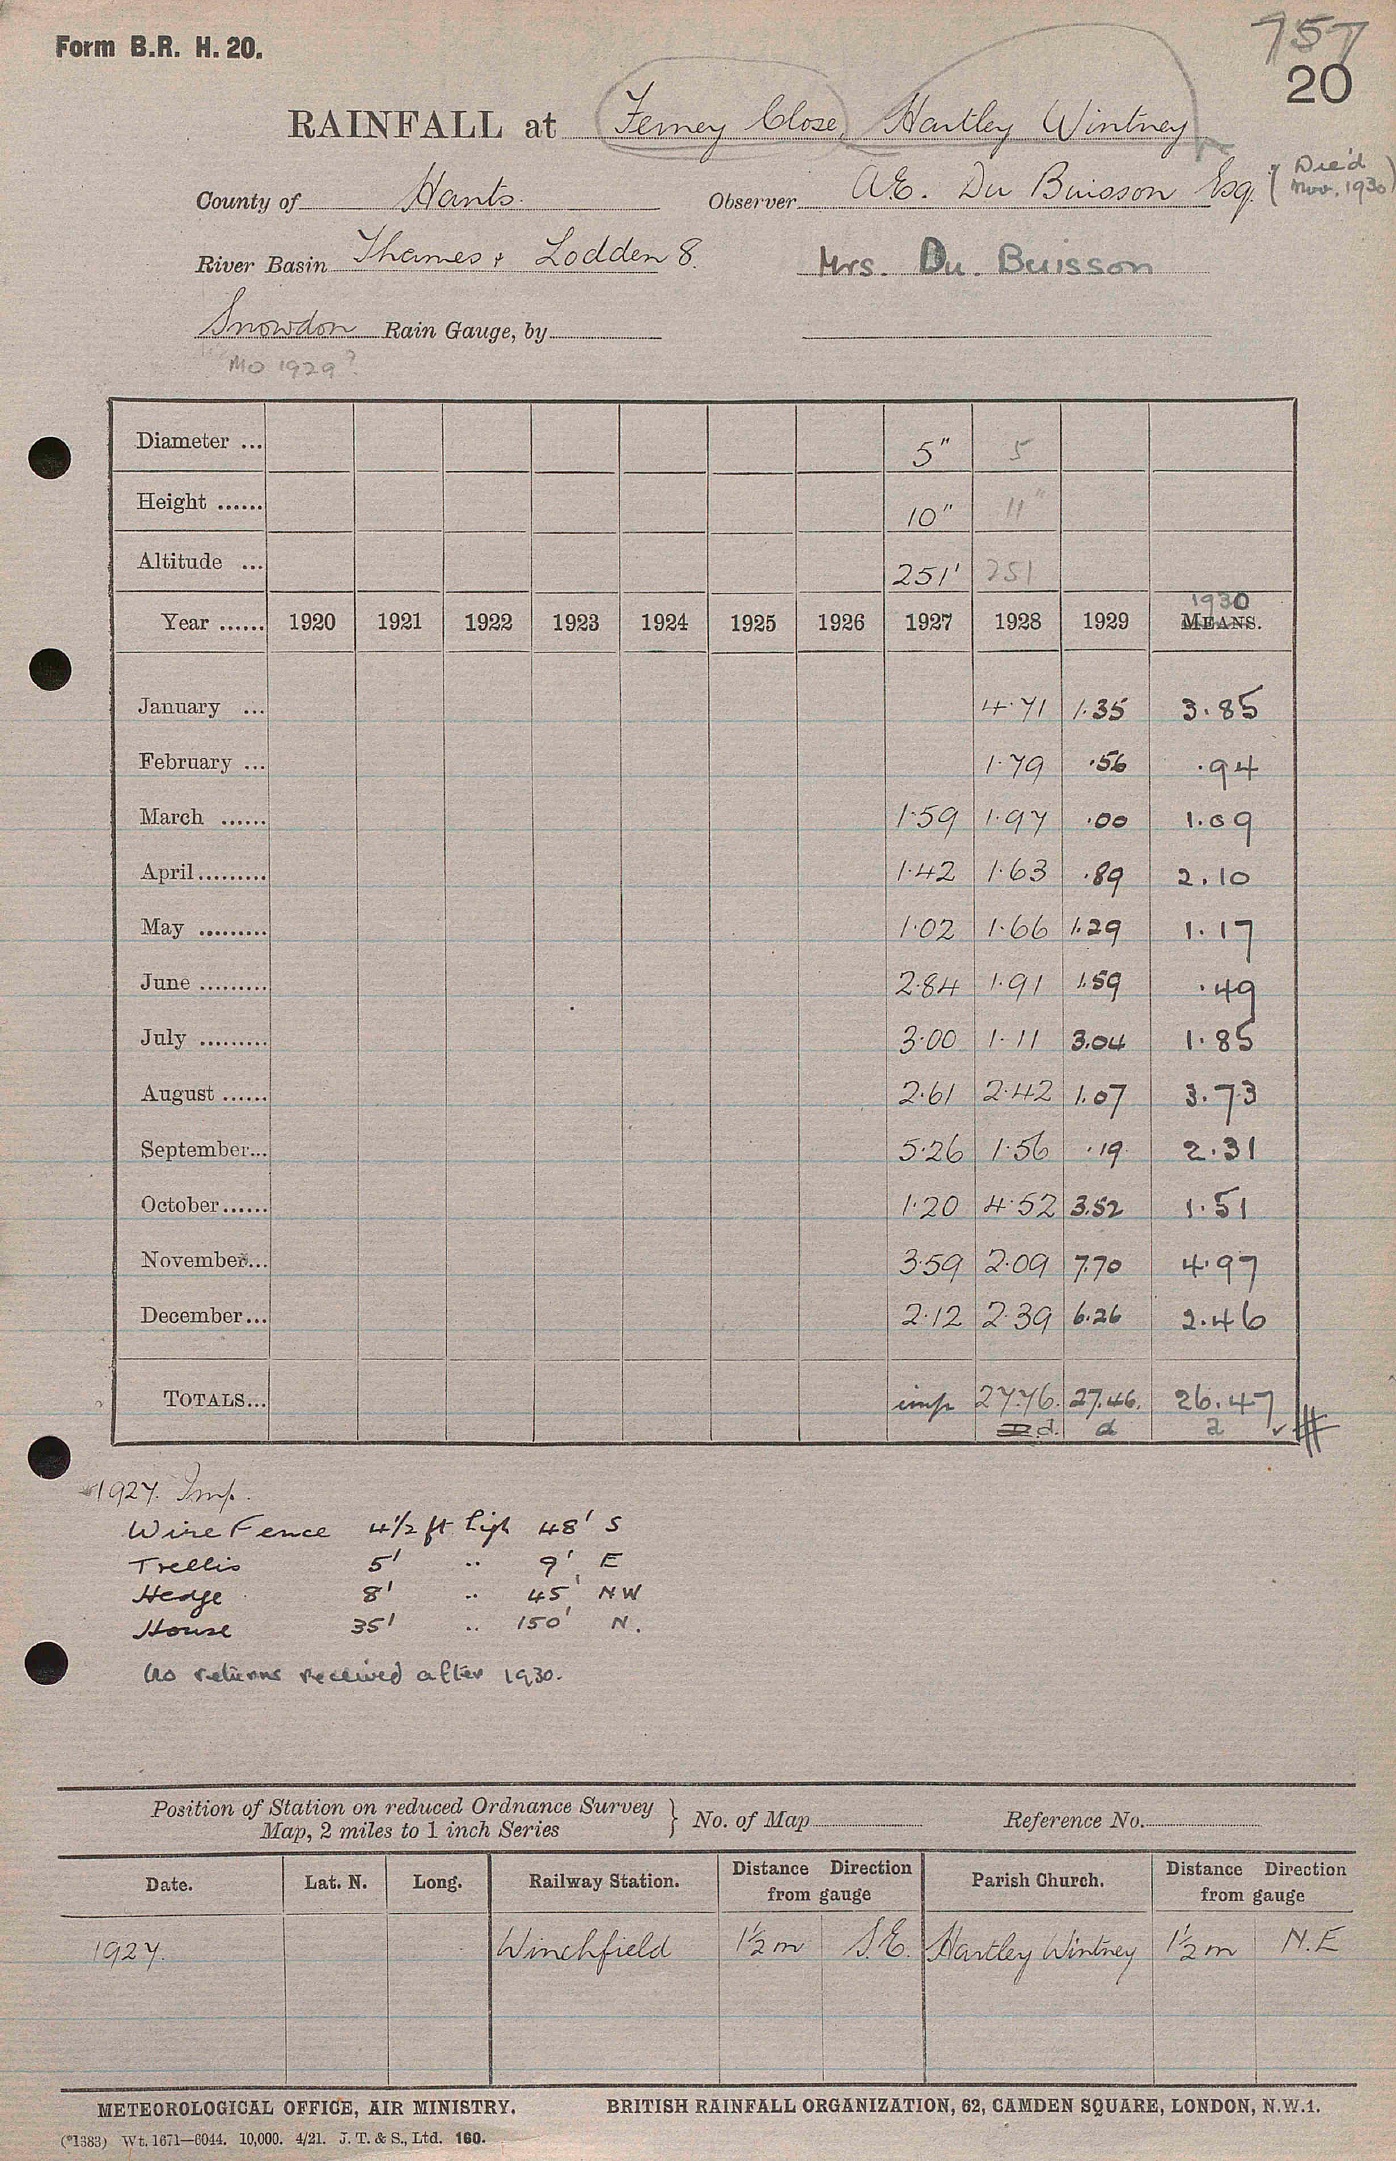 Form B.R. H. 20.
757
20
RAINFALL at Ferney Close, Hartley Wintney
County of Hants. Observer A.E. Du Buisson Esq. (Died Nov. 1930)
River Basin Thames & Lodden 8. Mrs. Du. Buisson
Snowdon Rain Gauge, by
MO 1929?
Diameter ... 5" 5
Height ...... 10" 11"
Altitude ... 251' 251
1930
Year ...... 1920 1921 1922 1923 1924 1925 1926 1927 1928 1929 MEANS.
January ... 4.71 1.35 3.85
February ... 1.79 .56 .94
March ...... 1.59 1.97 .00 1.09
April ......... 1.42 1.63 .89 2.10
May ......... 1.02 1.66 1.29 1.17
June ......... 2.84 1.91 1.59 .49
July ......... 3.00 1.11 3.04 1.85
August ...... 2.61 2.42 1.07 3.73
September... 5.26 1.56 .19 2.31
October...... 1.20 4.52 3.52 1.51
November... 3.59 2.09 7.70 4.97
December... 2.12 2.39 6.26 2.46
TOTALS... imp 27.76. 27.46. 26.47
d. d a
1927. Imp.
Wire Fence 4½ ft high 48' S
Trellis 5' .. 9' E
Hedge 8' .. 45' NW
House 35' .. 150' N.
No returns received after 1930.
Position of Station on reduced Ordnance Survey
Map, 2 miles to 1 inch Series } No. of Map Reference No.
Date. Lat. N. Long. Railway Station. Distance Direction from gauge Parish Church. Distance Direction from gauge
1927. Winchfield 1½ m S.E. Hartley Wintney 1½ m N.E
METEOROLOGICAL OFFICE, AIR MINISTRY. BRITISH RAINFALL ORGANIZATION, 62, CAMDEN SQUARE, LONDON, N.W.1.
(*1383) Wt. 1671—6044. 10,000. 4/21. J. T. & S., Ltd. 160.